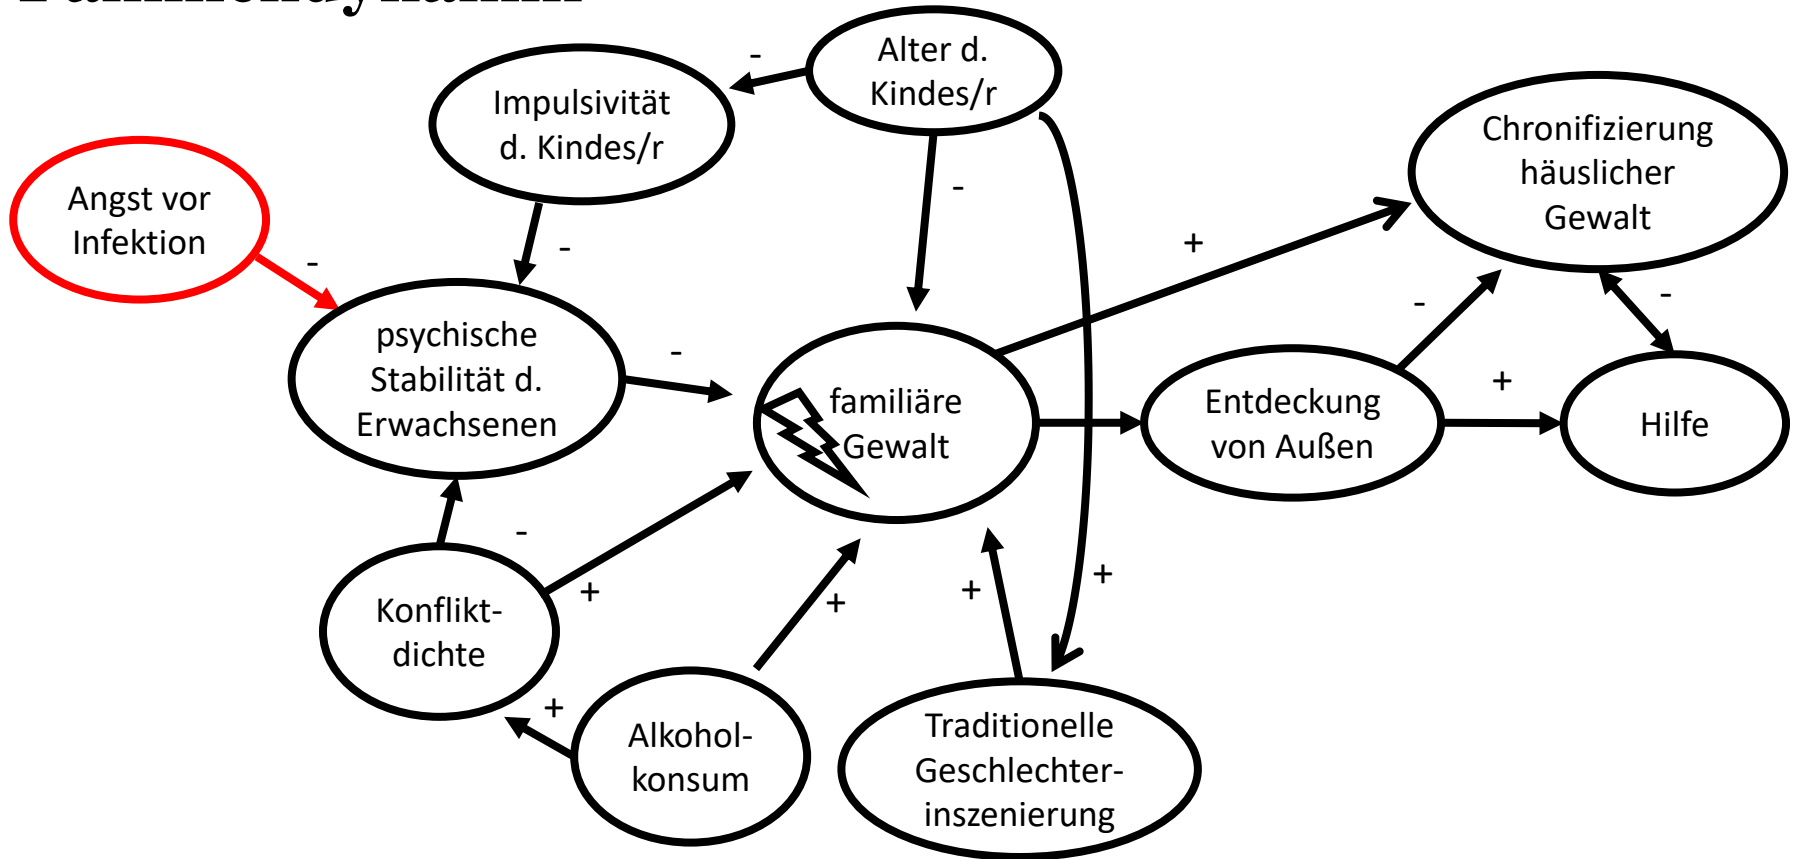 Alter d.
Kindes/r
-
Impulsivität
d. Kindes/r
Chronifizierung
häuslicher
Gewalt
Angst vor
Infektion
-
-
-
+
-
-
psychische
Stabilität d.
Erwachsenen
-
familiäre
Gewalt
Entdeckung
von Außen
+
Hilfe
-
+
+
+
+
Konflikt-
dichte
+
Alkohol-
konsum
Traditionelle
Geschlechter-
inszenierung